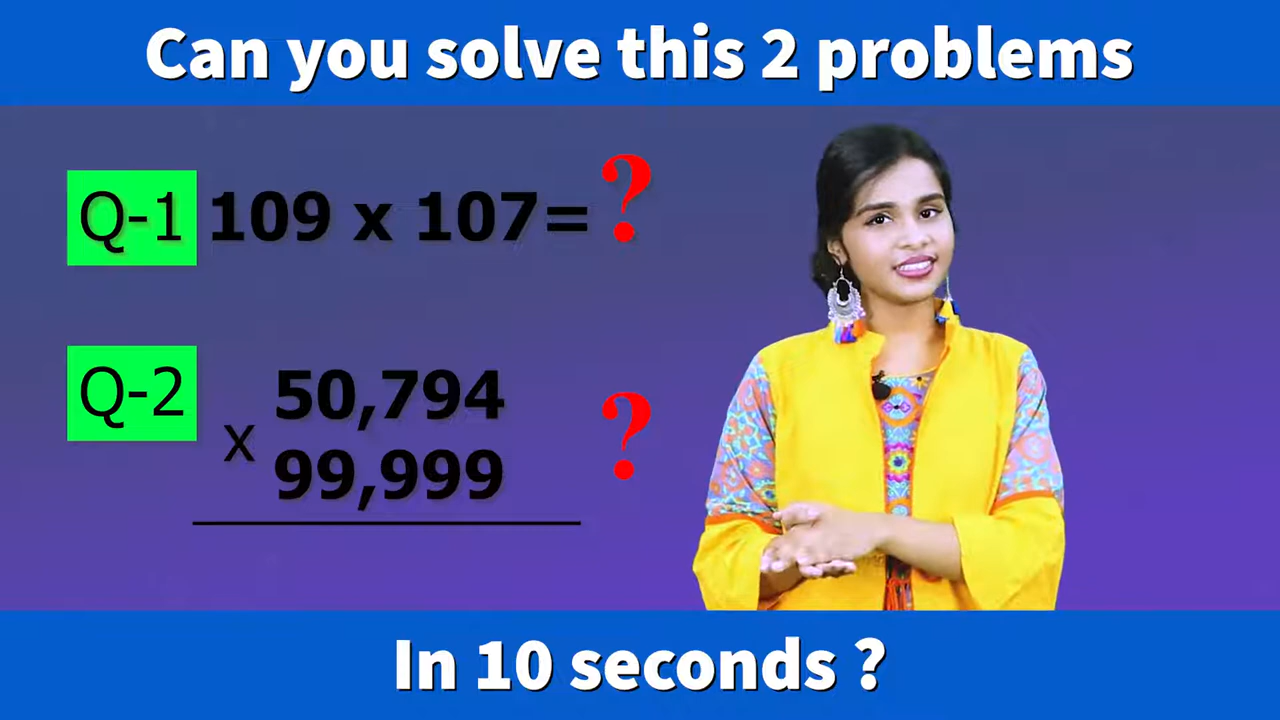 Can you solve this 2 problems
Q-1 109 x 107=?
Q-2 50,794
x 99,999 ?
In 10 seconds ?